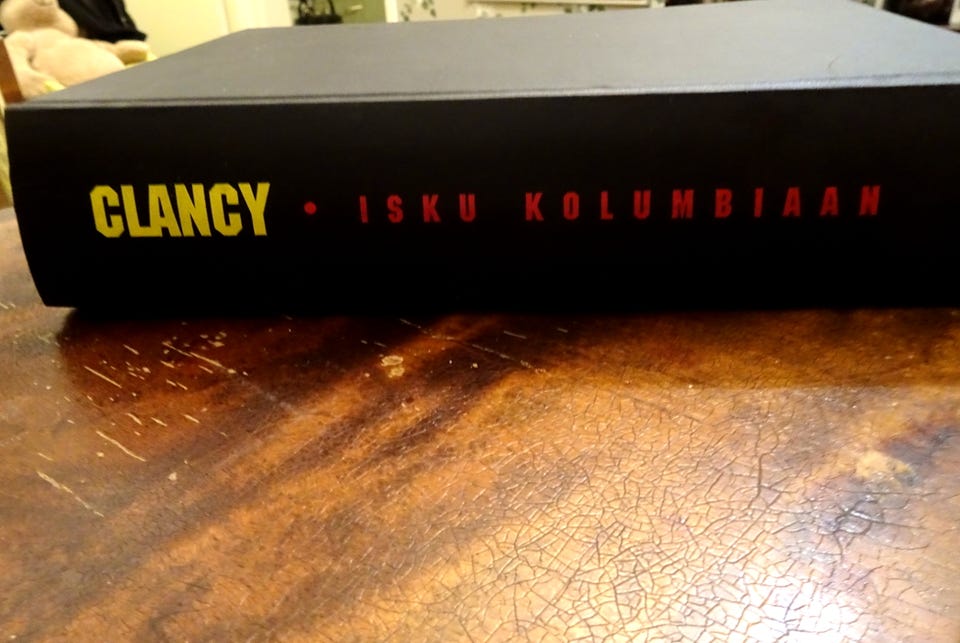 CLANCY • ISKU KOLUMBIAAN